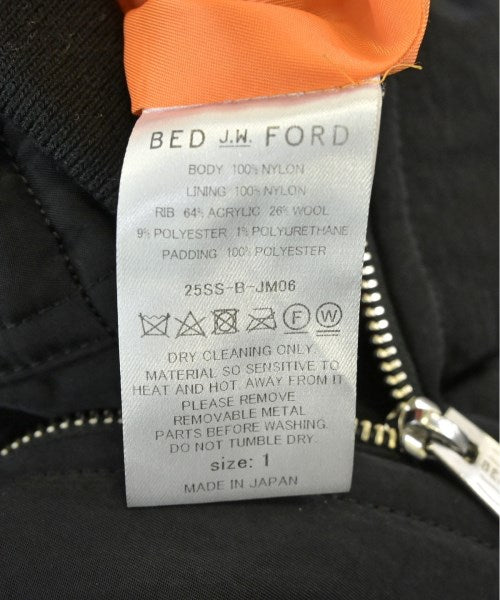 BED J.W. FORD
BODY 100% NYLON
LINING 100% NYLON
RIB 64% ACRYLIC 26% WOOL
9% POLYESTER 1% POLYURETHANE
PADDING 100% POLYESTER
25SS-B-JM06
F W
DRY CLEANING ONLY.
MATERIAL SO SENSITIVE TO
HEAT AND HOT, AWAY FROM IT
PLEASE REMOVE
REMOVABLE METAL
PARTS BEFORE WASHING.
DO NOT TUMBLE DRY.
size: 1
MADE IN JAPAN